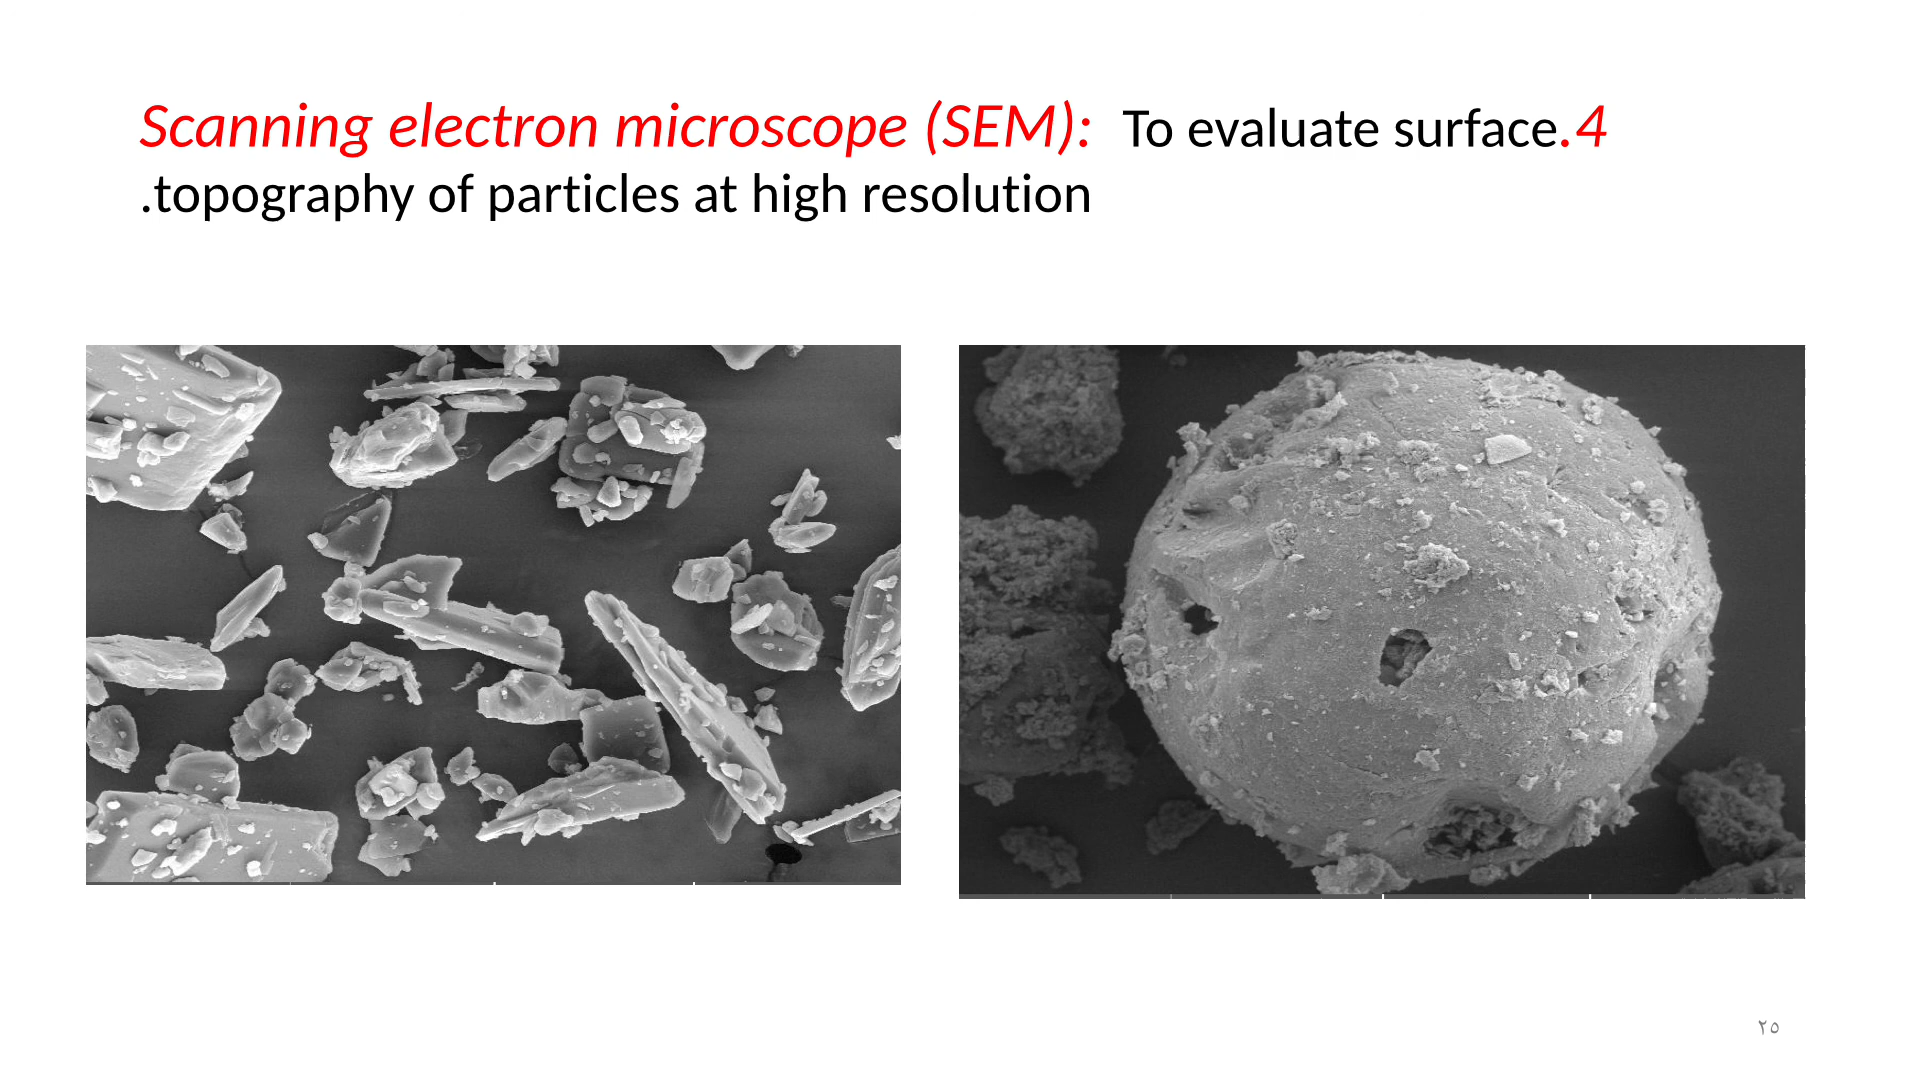 Scanning electron microscope (SEM): To evaluate surface.4
.topography of particles at high resolution
٢٥